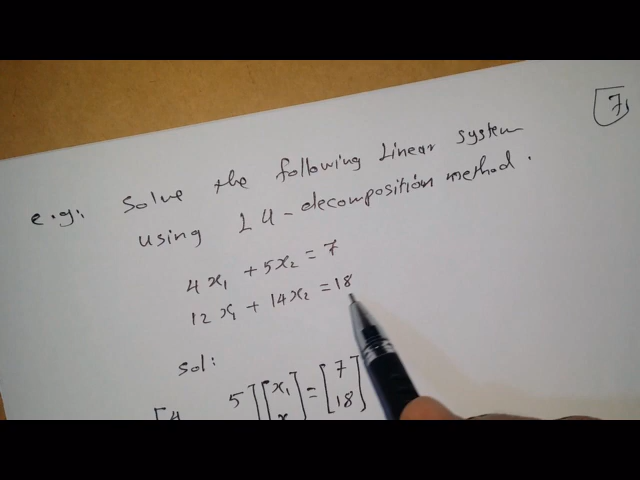 7
e.g:. Solve the following Linear system
using LU-decomposition method.
4x₁ + 5x₂ = 7
12x₁ + 14x₂ = 18
sol:
[4 5] [x₁ = [7
x 18]